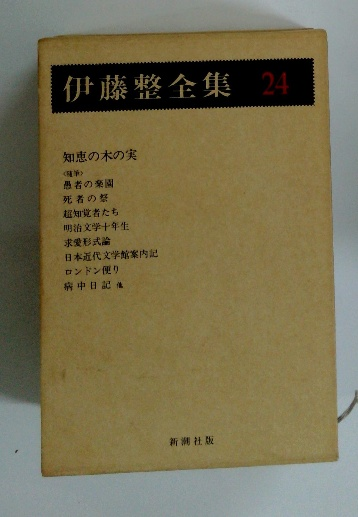 伊藤整全集 24
知恵の木の実
〈随筆〉
愚者の楽園
死者の祭
超知覚者たち
明治文学十年生
求愛形式論
日本近代文学館案内記
ロンドン便り
病中日記 他
新潮社版